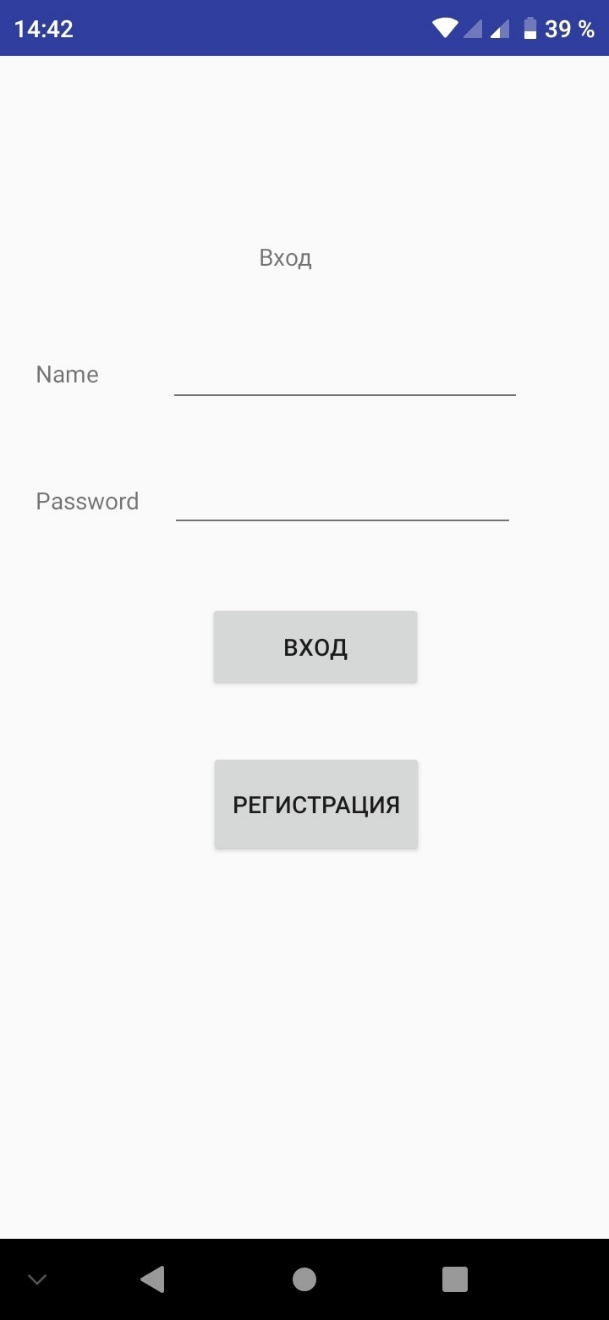 14:42 39 %
Вход
Name
Password
ВХОД
РЕГИСТРАЦИЯ